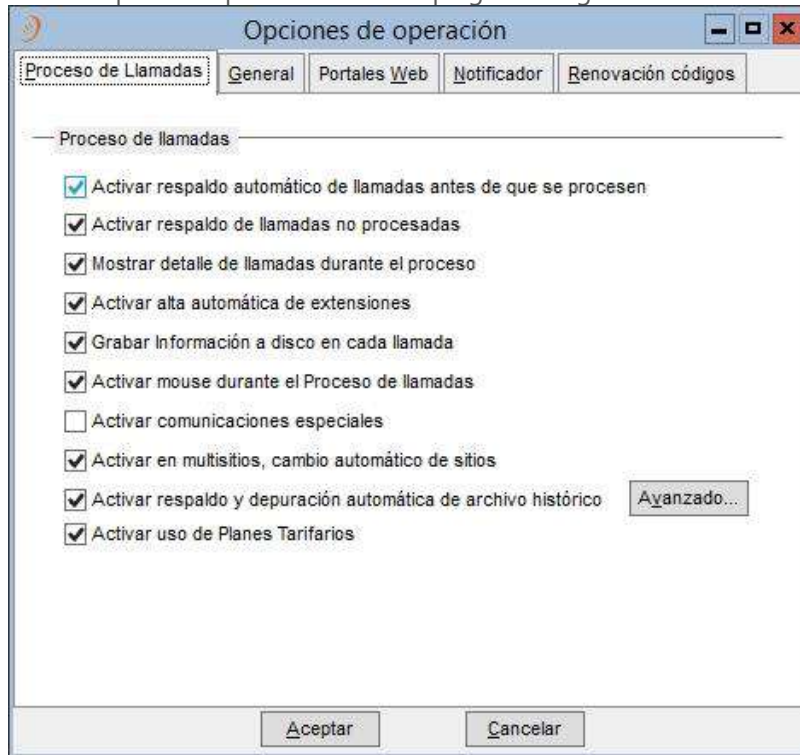 Opciones de operación
Proceso de Llamadas General Portales Web Notificador Renovación códigos
Proceso de llamadas
Activar respaldo automático de llamadas antes de que se procesen
Activar respaldo de llamadas no procesadas
Mostrar detalle de llamadas durante el proceso
Activar alta automática de extensiones
Grabar Información a disco en cada llamada
Activar mouse durante el Proceso de llamadas
Activar comunicaciones especiales
Activar en multisitios, cambio automático de sitios
Activar respaldo y depuración automática de archivo histórico Avanzado...
Activar uso de Planes Tarifarios
Aceptar Cancelar